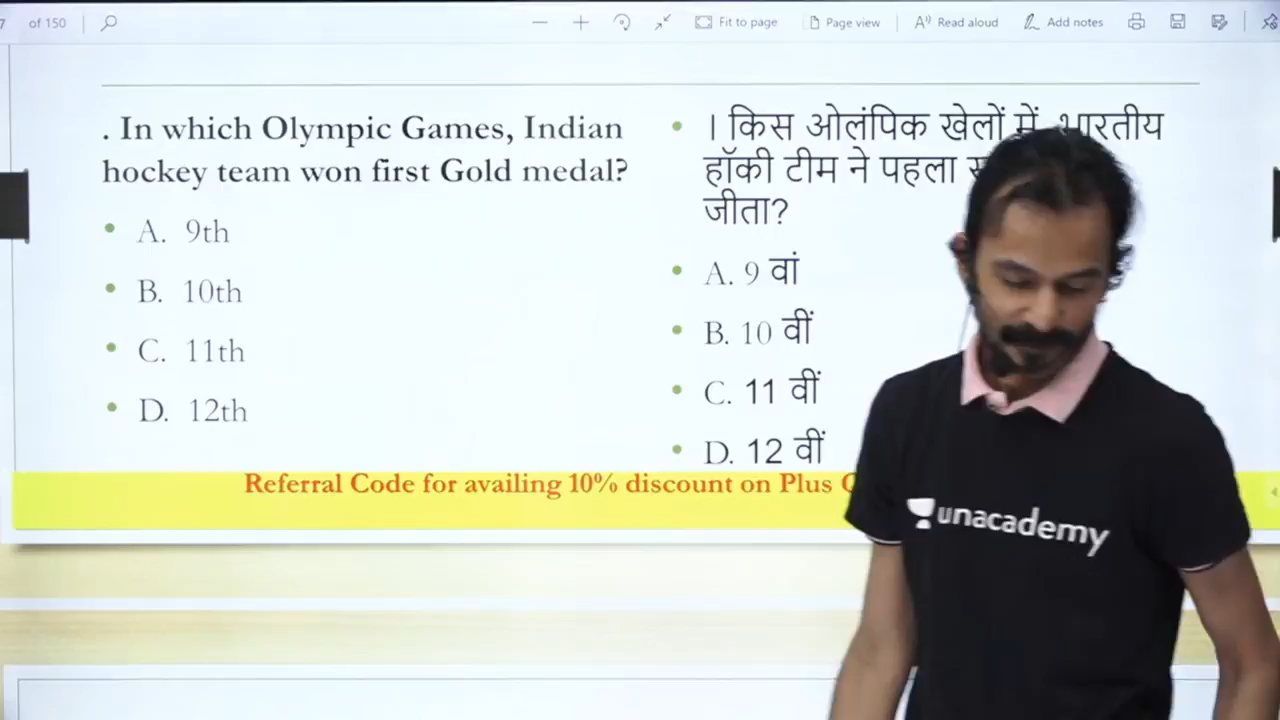 7 of 150 Fit to page Page view Read aloud Add notes
. In which Olympic Games, Indian
hockey team won first Gold medal?
• A. 9th
• B. 10th
• C. 11th
• D. 12th
• । किस ओलंपिक खेलों में, भारतीय
हॉकी टीम ने पहला
जीता?
• A. 9 वां
• B. 10 वीं
• C. 11 वीं
• D. 12 वीं
Referral Code for availing 10% discount on Plus
unacademy